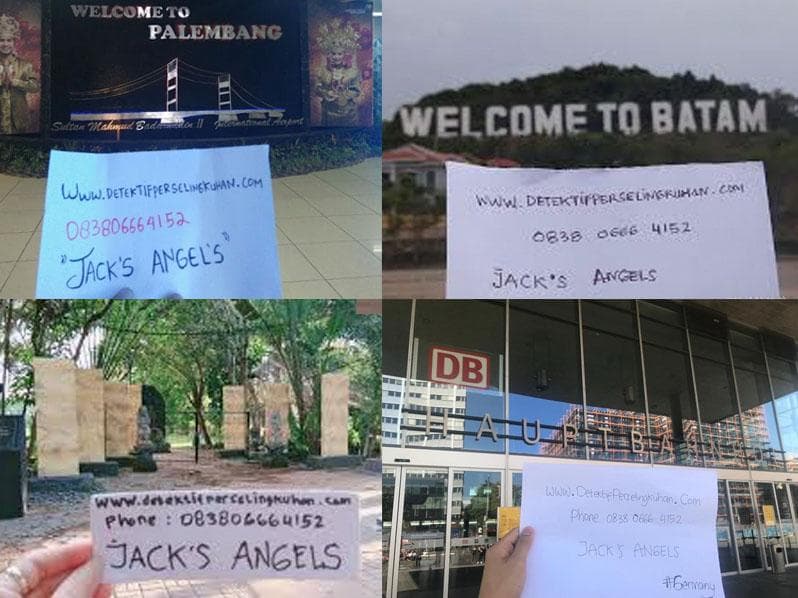 WELCOME TO
PALEMBANG
Sultan Mahmud Badaruddin II International Airport
WWW.DETEKTIFPERSELINGKUHAN.COM
083806664152
"JACK'S ANGEL'S"
WELCOME TO BATAM
WWW.DETEKTIFPERSELINGKUHAN.COM
0838 0666 4152
JACK'S ANGELS
www.detektifperselingkuhan.com
phone : 083806664152
JACK'S ANGELS
DB
HAUPTBAHNHOF
WWW.DetektifPerselingkuhan.Com
Phone 0838 0666 4152
JACK'S ANGELS
#Germany